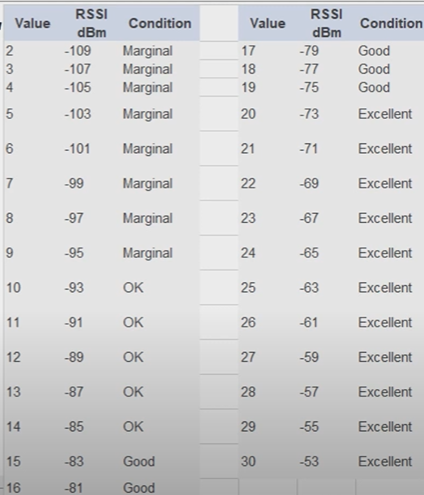 Value RSSI dBm Condition Value RSSI dBm Condition
2 -109 Marginal 17 -79 Good
3 -107 Marginal 18 -77 Good
4 -105 Marginal 19 -75 Good
5 -103 Marginal 20 -73 Excellent
6 -101 Marginal 21 -71 Excellent
7 -99 Marginal 22 -69 Excellent
8 -97 Marginal 23 -67 Excellent
9 -95 Marginal 24 -65 Excellent
10 -93 OK 25 -63 Excellent
11 -91 OK 26 -61 Excellent
12 -89 OK 27 -59 Excellent
13 -87 OK 28 -57 Excellent
14 -85 OK 29 -55 Excellent
15 -83 Good 30 -53 Excellent
16 -81 Good